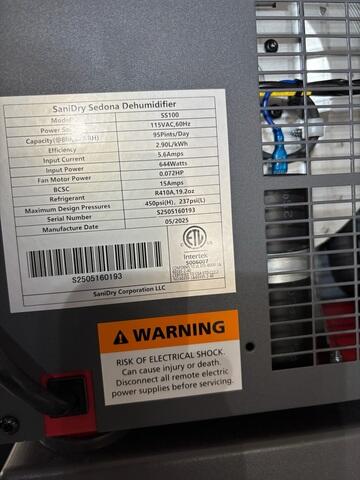 SaniDry Sedona Dehumidifier
Model SS100
Power 115VAC,60Hz
Capacity 95Pints/Day
Efficiency 2.90L/kWh
Input Current 5.6Amps
Input Power 644Watts
Fan Motor Power 0.072HP
BCSC 15Amps
Refrigerant R410A,19.2oz
Maximum Design Pressures 450psi(H), 237psi(L)
Serial Number S2505160193
Manufacture Date 05/2025
ETL
Intertek
5006007
S2505160193
SaniDry Corporation LLC
WARNING
RISK OF ELECTRICAL SHOCK.
Can cause injury or death.
Disconnect all remote electric
power supplies before servicing.